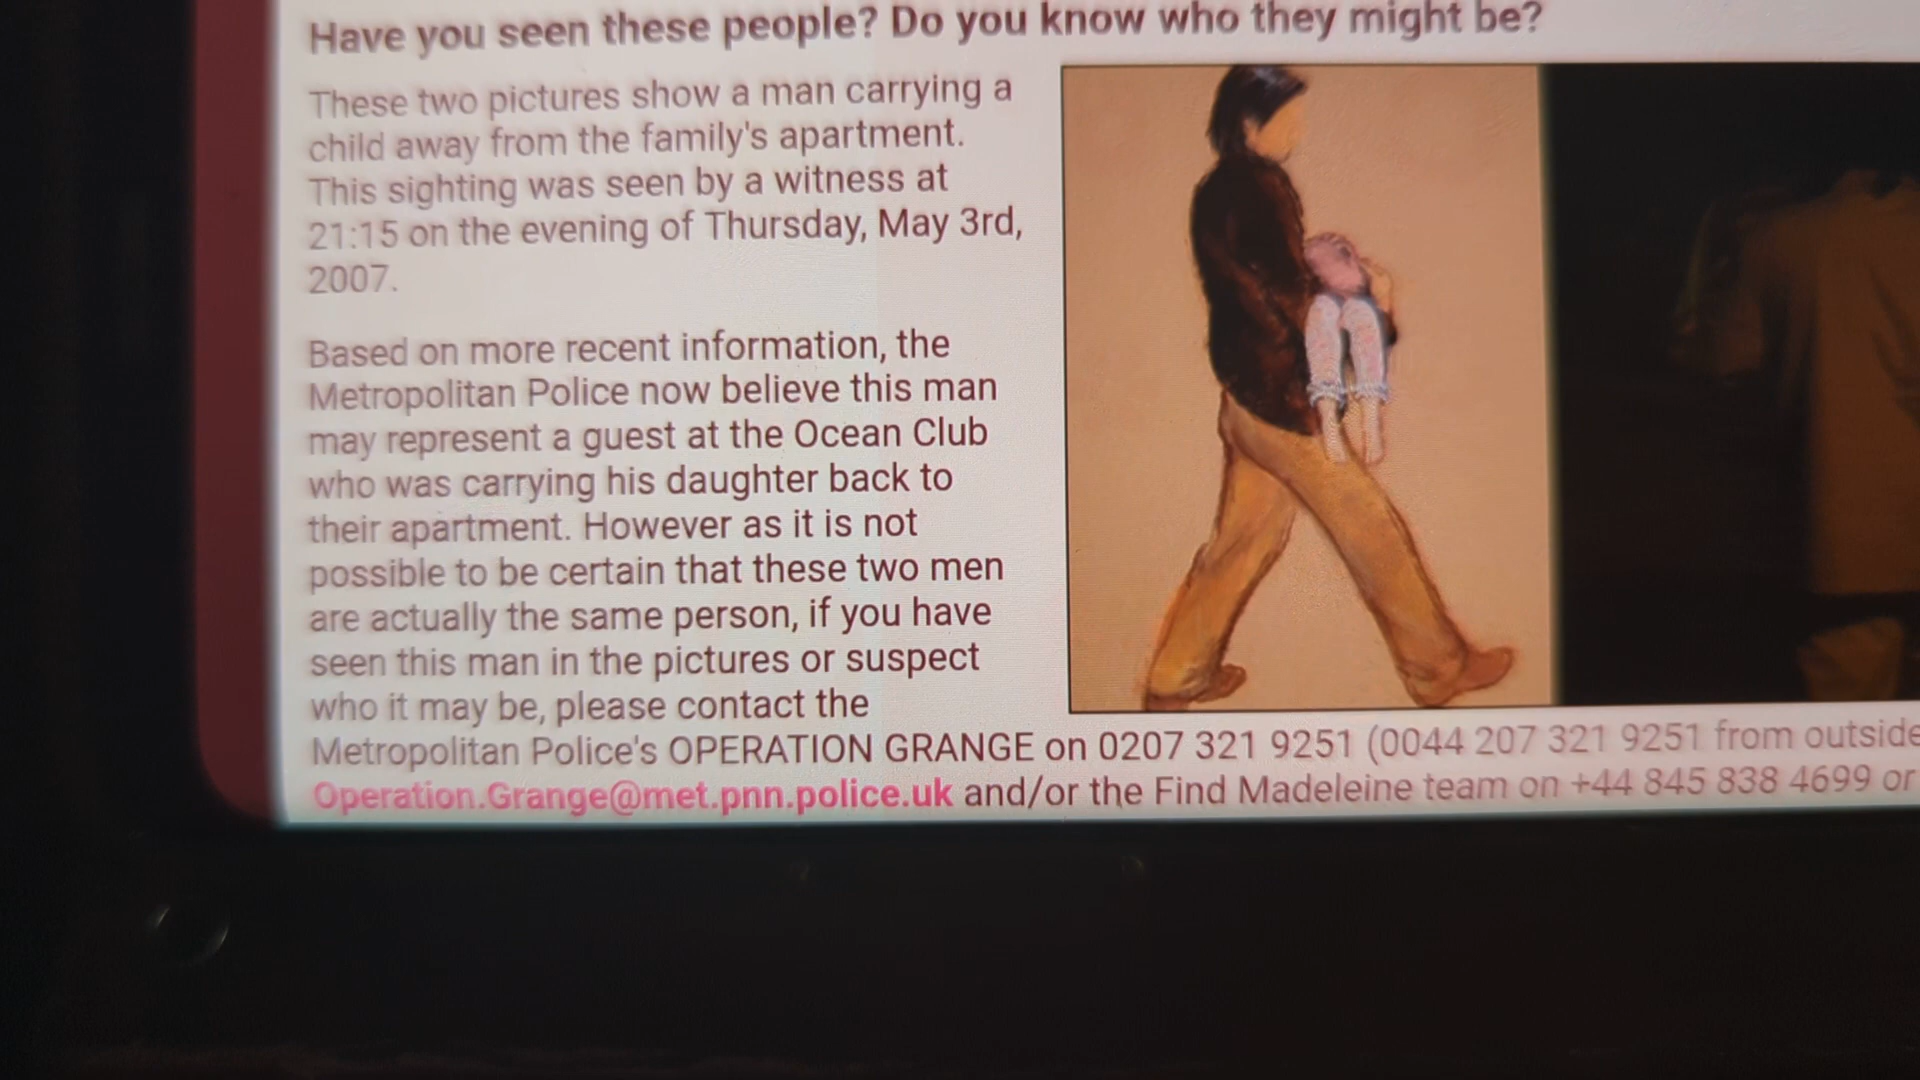 Have you seen these people? Do you know who they might be?
These two pictures show a man carrying a
child away from the family's apartment.
This sighting was seen by a witness at
21:15 on the evening of Thursday, May 3rd,
2007.
Based on more recent information, the
Metropolitan Police now believe this man
may represent a guest at the Ocean Club
who was carrying his daughter back to
their apartment. However as it is not
possible to be certain that these two men
are actually the same person, if you have
seen this man in the pictures or suspect
who it may be, please contact the
Metropolitan Police's OPERATION GRANGE on 0207 321 9251 (0044 207 321 9251 from outside
Operation.Grange@met.pnn.police.uk and/or the Find Madeleine team on +44 845 838 4699 or